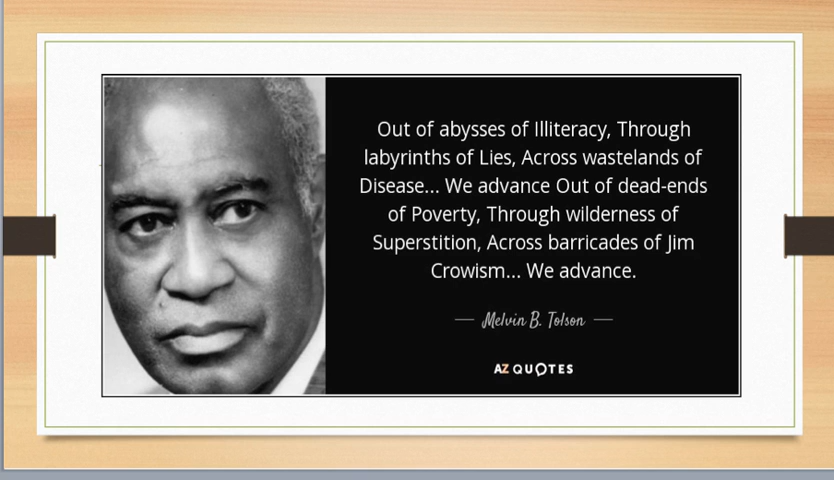 Out of abysses of Illiteracy, Through
labyrinths of Lies, Across wastelands of
Disease... We advance Out of dead-ends
of Poverty, Through wilderness of
Superstition, Across barricades of Jim
Crowism... We advance.
— Melvin B. Tolson —
AZ QUOTES